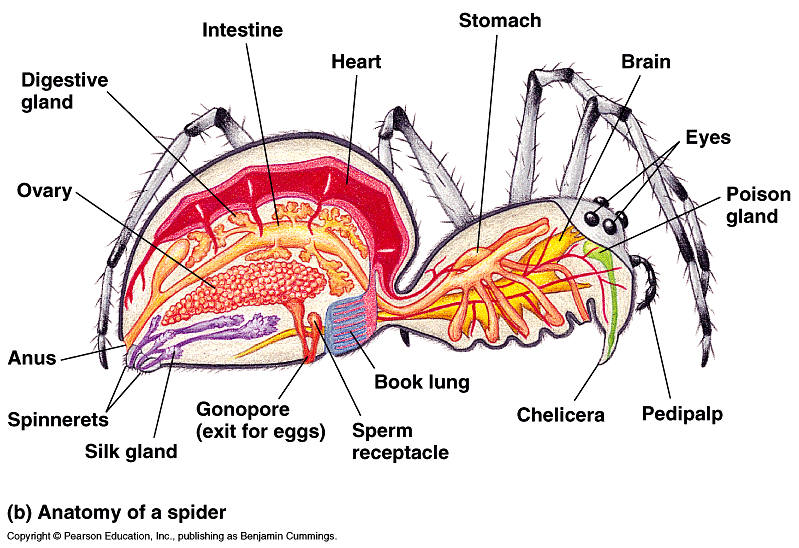 Stomach
Intestine
Heart
Brain
Digestive
gland
Eyes
Ovary
Poison
gland
Anus
Book lung
Spinnerets
Gonopore
(exit for eggs)
Chelicera
Pedipalp
Silk gland
Sperm
receptacle
(b) Anatomy of a spider
Copyright © Pearson Education, Inc., publishing as Benjamin Cummings.